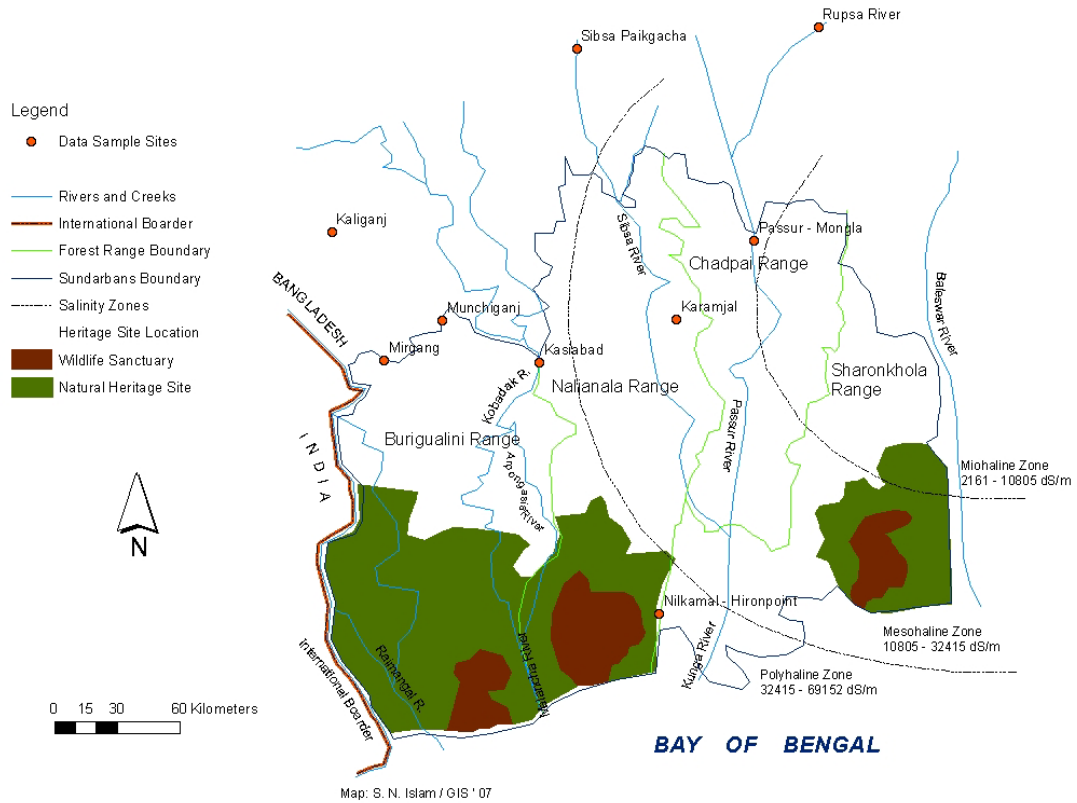 Rupsa River
Sibsa Paikgacha
Legend
Data Sample Sites
Rivers and Creeks
International Boarder
Forest Range Boundary
Sundarbans Boundary
Salinity Zones
Heritage Site Location
Wildlife Sanctuary
Natural Heritage Site
Kaliganj
BANGLADESH
Munchiganj
Mirgang
Kasiabad
Sibsa River
Passur - Mongla
Chadpai Range
Karamjal
Baleswar River
Sharonkhola
Range
Nalianala Range
Kobadak R.
Burigualini Range
Arpongasia River
Passur River
INDIA
N
Miohaline Zone
2161 - 10805 dS/m
Nilkamal - Hironpoint
Mesohaline Zone
10805 - 32415 dS/m
Polyhaline Zone
32415 - 69152 dS/m
Kunga River
Malancha River
Raimangal R.
International Boarder
0 15 30 60 Kilometers
BAY OF BENGAL
Map: S. N. Islam / GIS ' 07